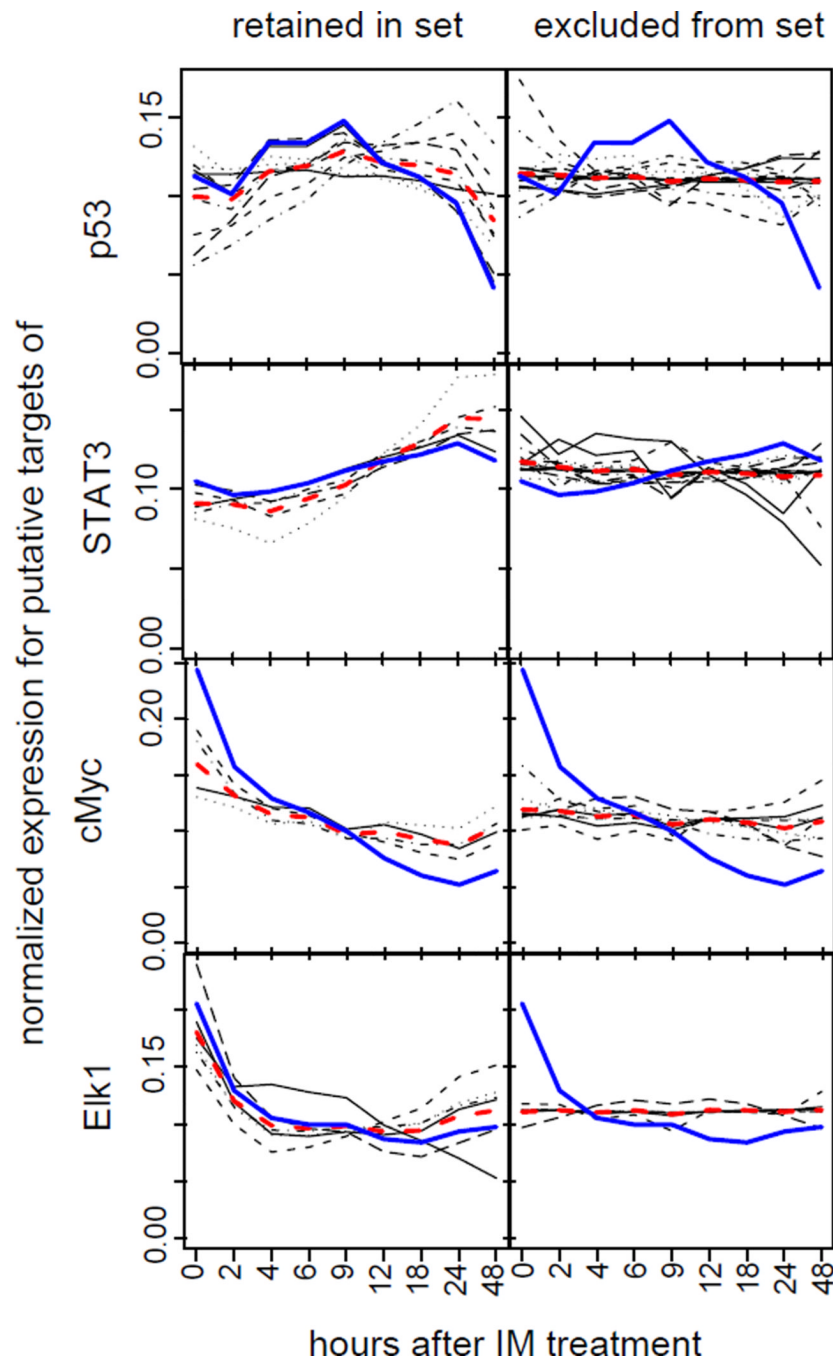 retained in set
excluded from set
normalized expression for putative targets of
p53
0.15
0.00
STAT3
0.10
0.00
cMyc
0.20
0.00
Elk1
0.15
0.00
0 2 4 6 9 12 18 24 48
0 2 4 6 9 12 18 24 48
hours after IM treatment